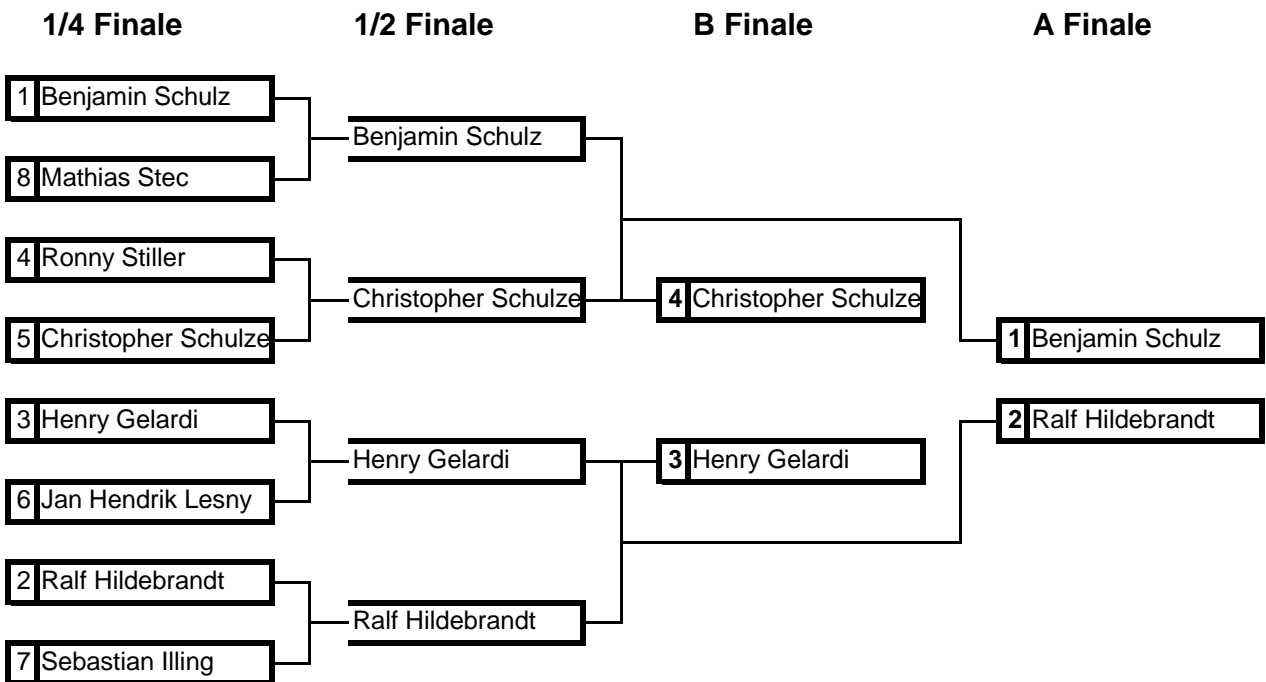 1/4 Finale 1/2 Finale B Finale A Finale
1 Benjamin Schulz
Benjamin Schulz
8 Mathias Stec
4 Ronny Stiller
Christopher Schulze 4 Christopher Schulze
5 Christopher Schulze
1 Benjamin Schulz
3 Henry Gelardi
2 Ralf Hildebrandt
Henry Gelardi 3 Henry Gelardi
6 Jan Hendrik Lesny
2 Ralf Hildebrandt
Ralf Hildebrandt
7 Sebastian Illing